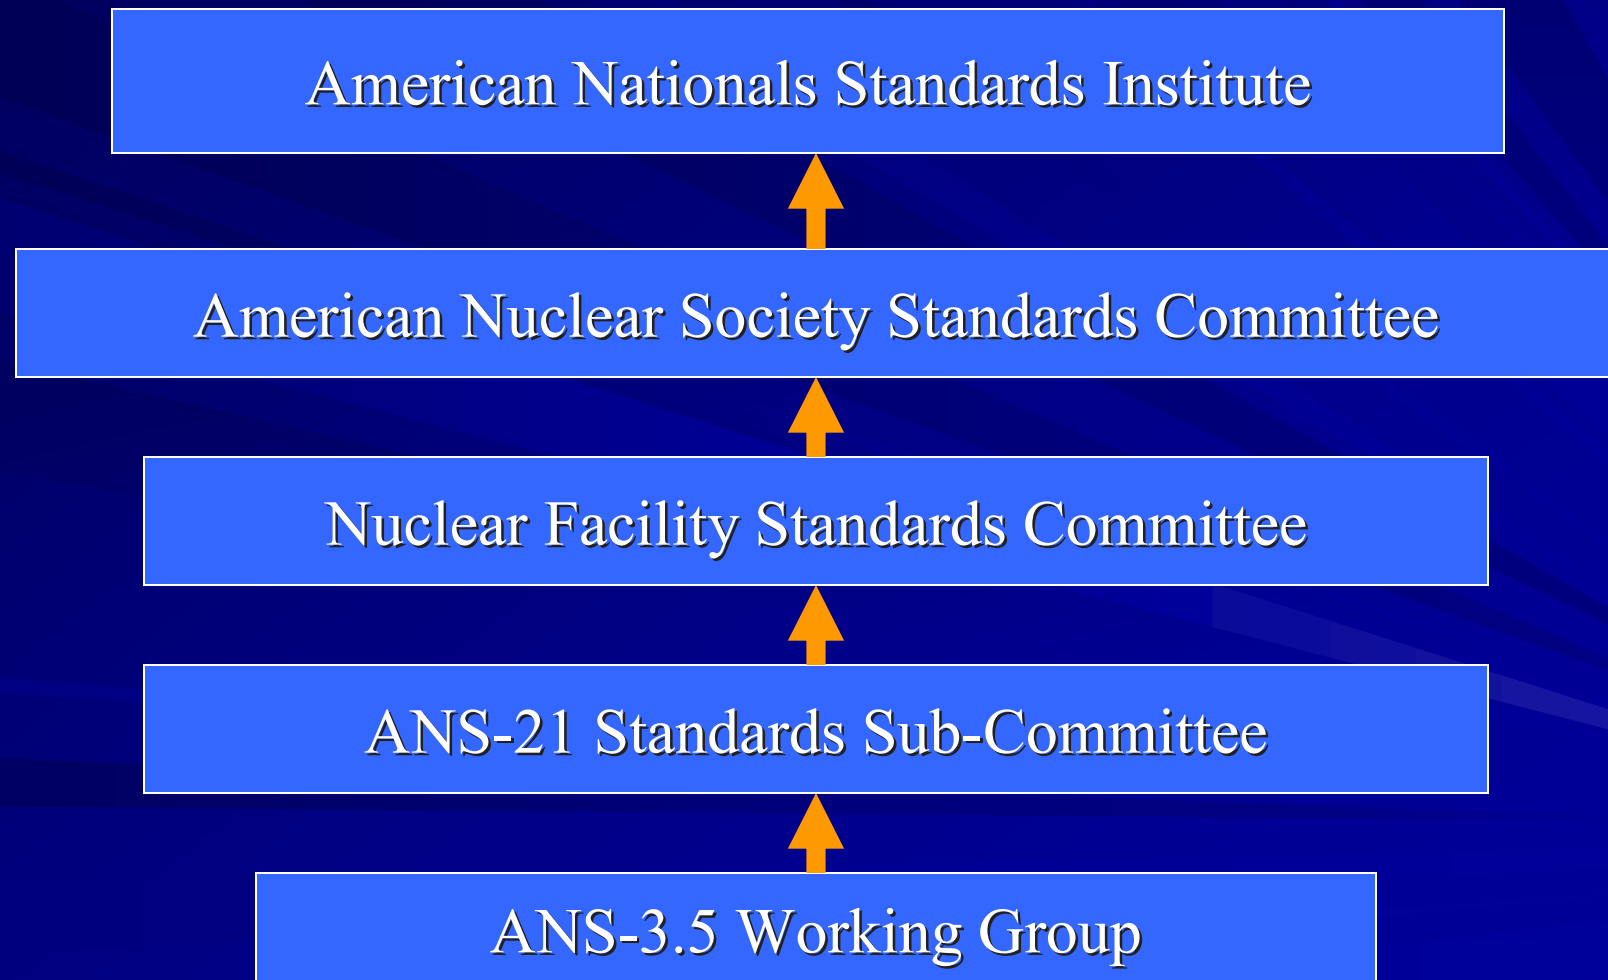 American Nationals Standards Institute
American Nuclear Society Standards Committee
Nuclear Facility Standards Committee
ANS-21 Standards Sub-Committee
ANS-3.5 Working Group